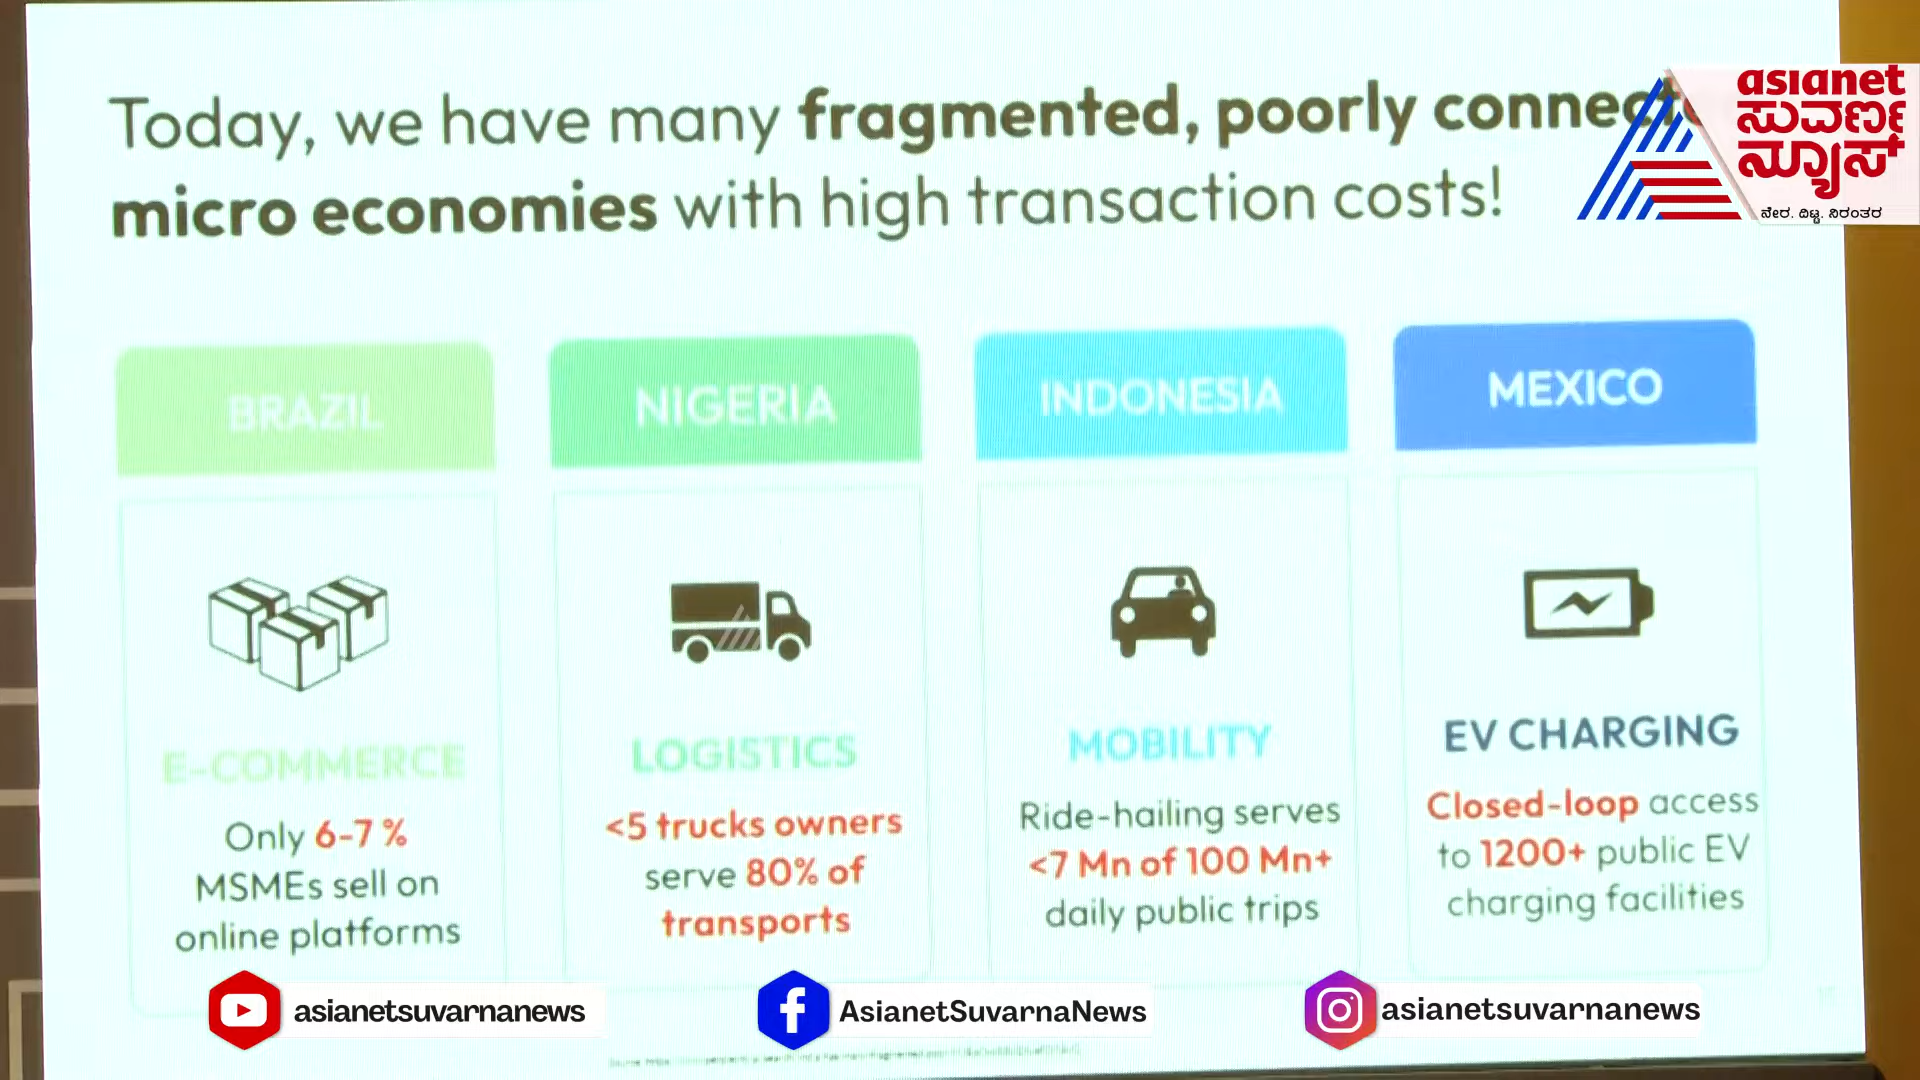 Today, we have many fragmented, poorly connecte
micro economies with high transaction costs!
asianet
ಸುವರ್ಣ
ನ್ಯೂಸ್
ನೇರ. ದಿಟ್ಟ. ನಿರಂತರ
BRAZIL
NIGERIA
INDONESIA
MEXICO
E-COMMERCE
Only 6-7 %
MSMEs sell on
online platforms
LOGISTICS
<5 trucks owners
serve 80% of
transports
MOBILITY
Ride-hailing serves
<7 Mn of 100 Mn+
daily public trips
EV CHARGING
Closed-loop access
to 1200+ public EV
charging facilities
asianetsuvarnanews
AsianetSuvarnaNews
asianetsuvarnanews